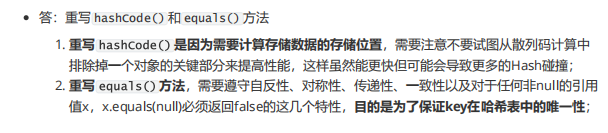 • 答：重写 hashCode() 和 equals() 方法
1. 重写 hashCode() 是因为需要计算存储数据的存储位置，需要注意不要试图从散列码计算中
排除掉一个对象的关键部分来提高性能，这样虽然能更快但可能会导致更多的Hash碰撞；
2. 重写 equals() 方法，需要遵守自反性、对称性、传递性、一致性以及对于任何非null的引用
值x，x.equals(null)必须返回false的这几个特性，目的是为了保证key在哈希表中的唯一性；